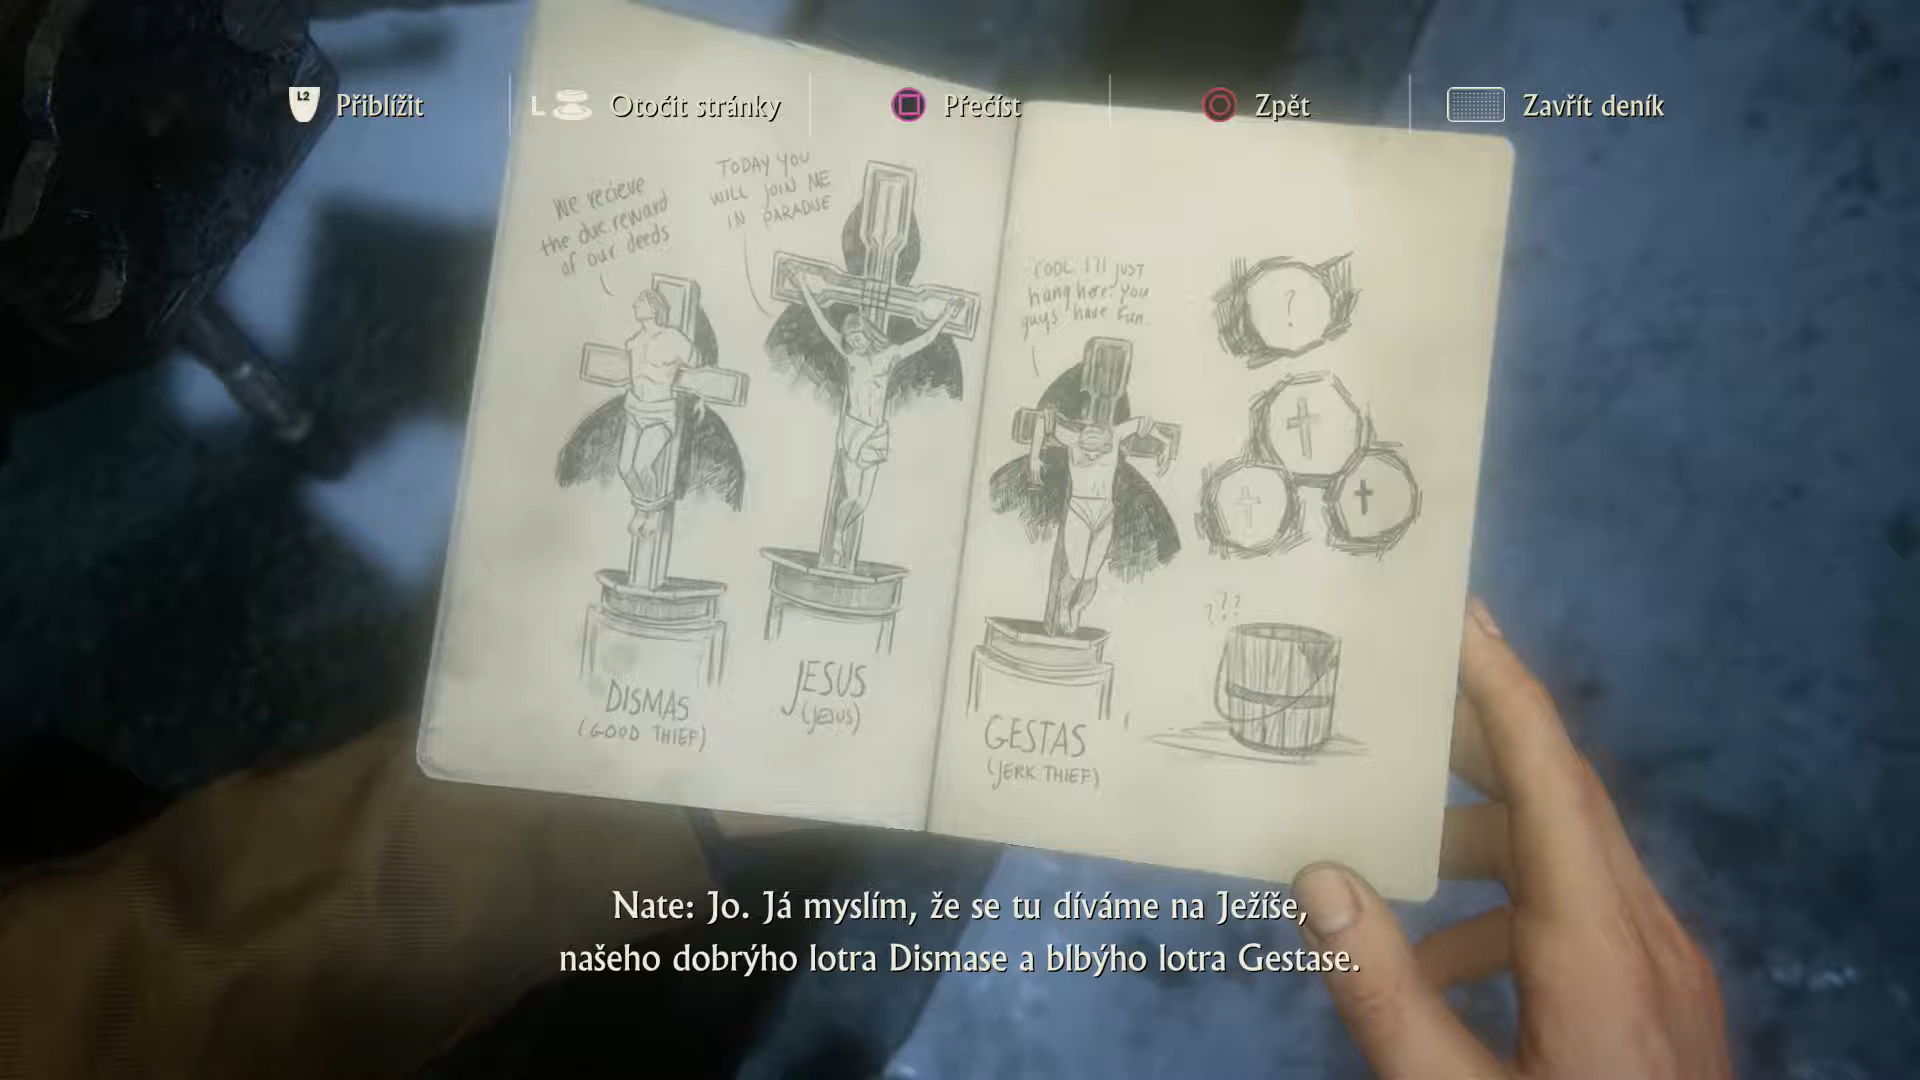 L2 Přiblížit
L Otočit stránky
Přečíst
Zpět
Zavřít deník
We recieve
the due reward
of our deeds
TODAY YOU
WILL JOIN ME
IN PARADISE
COOL. I'll JUST
hang here. You
guys have fun.
?
???
DISMAS
(GOOD THIEF)
JESUS
(JESUS)
GESTAS
(JERK THIEF)
Nate: Jo. Já myslím, že se tu díváme na Ježíše,
našeho dobrýho lotra Dismase a blbýho lotra Gestase.